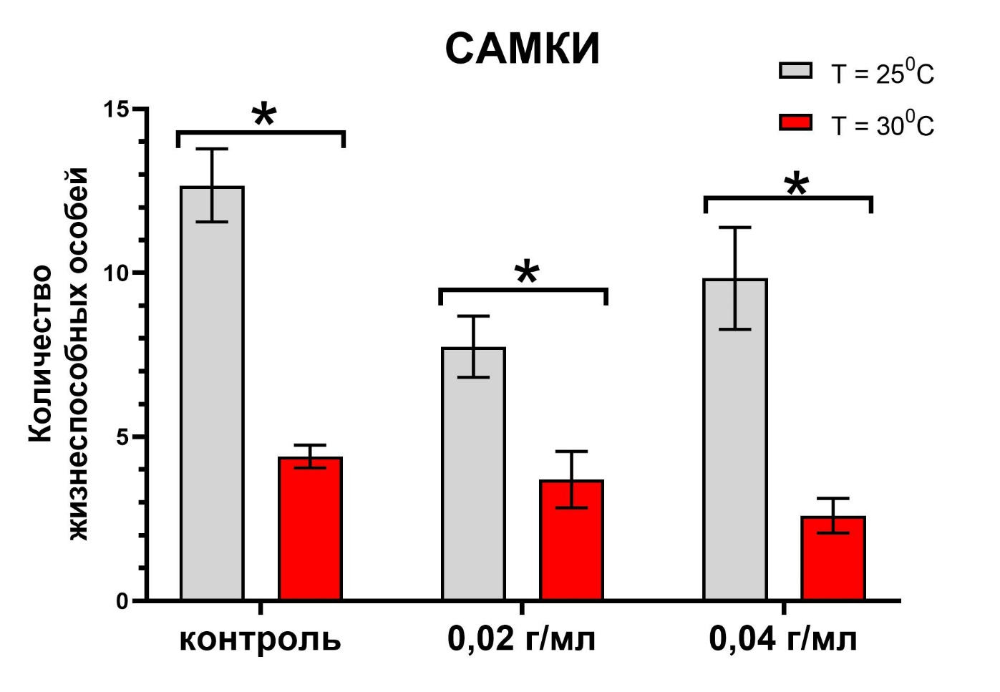 САМКИ
T = 25⁰C
T = 30⁰C
Количество
жизнеспособных особей
15
10
5
0
*
*
*
контроль
0,02 г/мл
0,04 г/мл